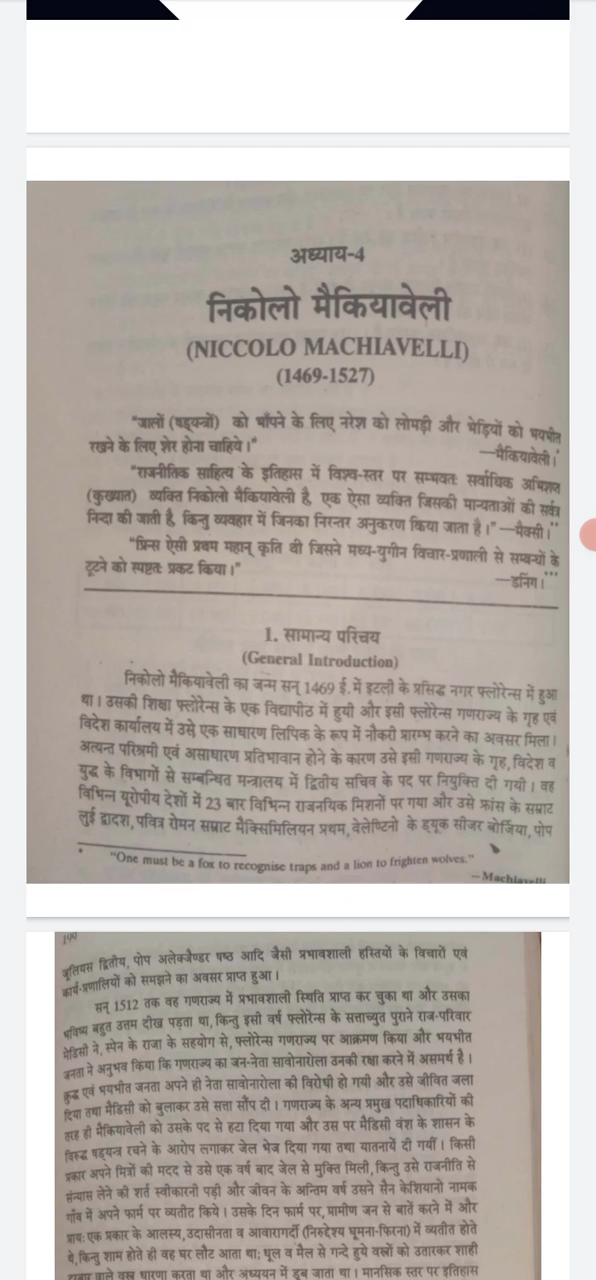 अध्याय-4
निकोलो मैकियावेली
(NICCOLO MACHIAVELLI)
(1469-1527)
"जालों (षड्यन्त्रों) को भाँपने के लिए नरेश को लोमड़ी और भेड़ियों को भयभीत
रखने के लिए शेर होना चाहिये।"
—मैकियावेली।*
"राजनीतिक साहित्य के इतिहास में विश्व-स्तर पर सम्भवतः सर्वाधिक अभिशप्त
(कुख्यात) व्यक्ति निकोलो मैकियावेली है, एक ऐसा व्यक्ति जिसकी मान्यताओं की सर्वत्र
निन्दा की जाती है, किन्तु व्यवहार में जिनका निरन्तर अनुकरण किया जाता है।" —मैक्सी।**
"प्रिन्स ऐसी प्रथम महान् कृति थी जिसने मध्य-युगीन विचार-प्रणाली से सम्बन्धों के
टूटने को स्पष्टतः प्रकट किया।"
—डनिंग।***
1. सामान्य परिचय
(General Introduction)
निकोलो मैकियावेली का जन्म सन् 1469 ई. में इटली के प्रसिद्ध नगर फ्लोरेन्स में हुआ
था। उसकी शिक्षा फ्लोरेन्स के एक विद्यापीठ में हुयी और इसी फ्लोरेन्स गणराज्य के गृह एवं
विदेश कार्यालय में उसे एक साधारण लिपिक के रूप में नौकरी प्रारम्भ करने का अवसर मिला।
अत्यन्त परिश्रमी एवं असाधारण प्रतिभावान होने के कारण उसे इसी गणराज्य के गृह, विदेश व
युद्ध के विभागों से सम्बन्धित मन्त्रालय में द्वितीय सचिव के पद पर नियुक्ति दी गयी। वह
विभिन्न यूरोपीय देशों में 23 बार विभिन्न राजनयिक मिशनों पर गया और उसे फ्रांस के सम्राट
लुई द्वादश, पवित्र रोमन सम्राट मैक्सिमिलियन प्रथम, वेलेण्टिनो के ड्यूक सीजर बोर्जिया, पोप
* "One must be a fox to recognise traps and a lion to frighten wolves."
—Machiavelli
190
जूलियस द्वितीय, पोप अलेक्जैण्डर षष्ठ आदि जैसी प्रभावशाली हस्तियों के विचारों एवं
कार्य-प्रणालियों को समझने का अवसर प्राप्त हुआ।
सन् 1512 तक वह गणराज्य में प्रभावशाली स्थिति प्राप्त कर चुका था और उसका
भविष्य बहुत उत्तम दीख पड़ता था, किन्तु इसी वर्ष फ्लोरेन्स के सत्ताच्युत पुराने राज-परिवार
मेडिसी ने, स्पेन के राजा के सहयोग से, फ्लोरेन्स गणराज्य पर आक्रमण किया और भयभीत
जनता ने अनुभव किया कि गणराज्य का जन-नेता सावोनारोला उनकी रक्षा करने में असमर्थ है।
क्रुद्ध एवं भयभीत जनता अपने ही नेता सावोनारोला की विरोधी हो गयी और उसे जीवित जला
दिया तथा मैडिसी को बुलाकर उसे सत्ता सौंप दी। गणराज्य के अन्य प्रमुख पदाधिकारियों की
तरह ही मैकियावेली को उसके पद से हटा दिया गया और उस पर मैडिसी वंश के शासन के
विरुद्ध षड्यन्त्र रचने के आरोप लगाकर जेल भेज दिया गया तथा यातनायें दी गयीं। किसी
प्रकार अपने मित्रों की मदद से उसे एक वर्ष बाद जेल से मुक्ति मिली, किन्तु उसे राजनीति से
संन्यास लेने की शर्त स्वीकारनी पड़ी और जीवन के अन्तिम वर्ष उसने सैन केशियानो नामक
गाँव में अपने फार्म पर व्यतीत किये। उसके दिन फार्म पर, ग्रामीण जन से बातें करने में और
प्रायः एक प्रकार के आलस्य, उदासीनता व आवारागर्दी (निरुद्देश्य घूमना-फिरना) में व्यतीत होते
थे, किन्तु शाम होते ही वह घर लौट आता था; धूल व मैल से गन्दे हुये वस्त्रों को उतारकर शाही
दरबार वाले वस्त्र धारण करता था और अध्ययन में डूब जाता था। मानसिक स्तर पर इतिहास